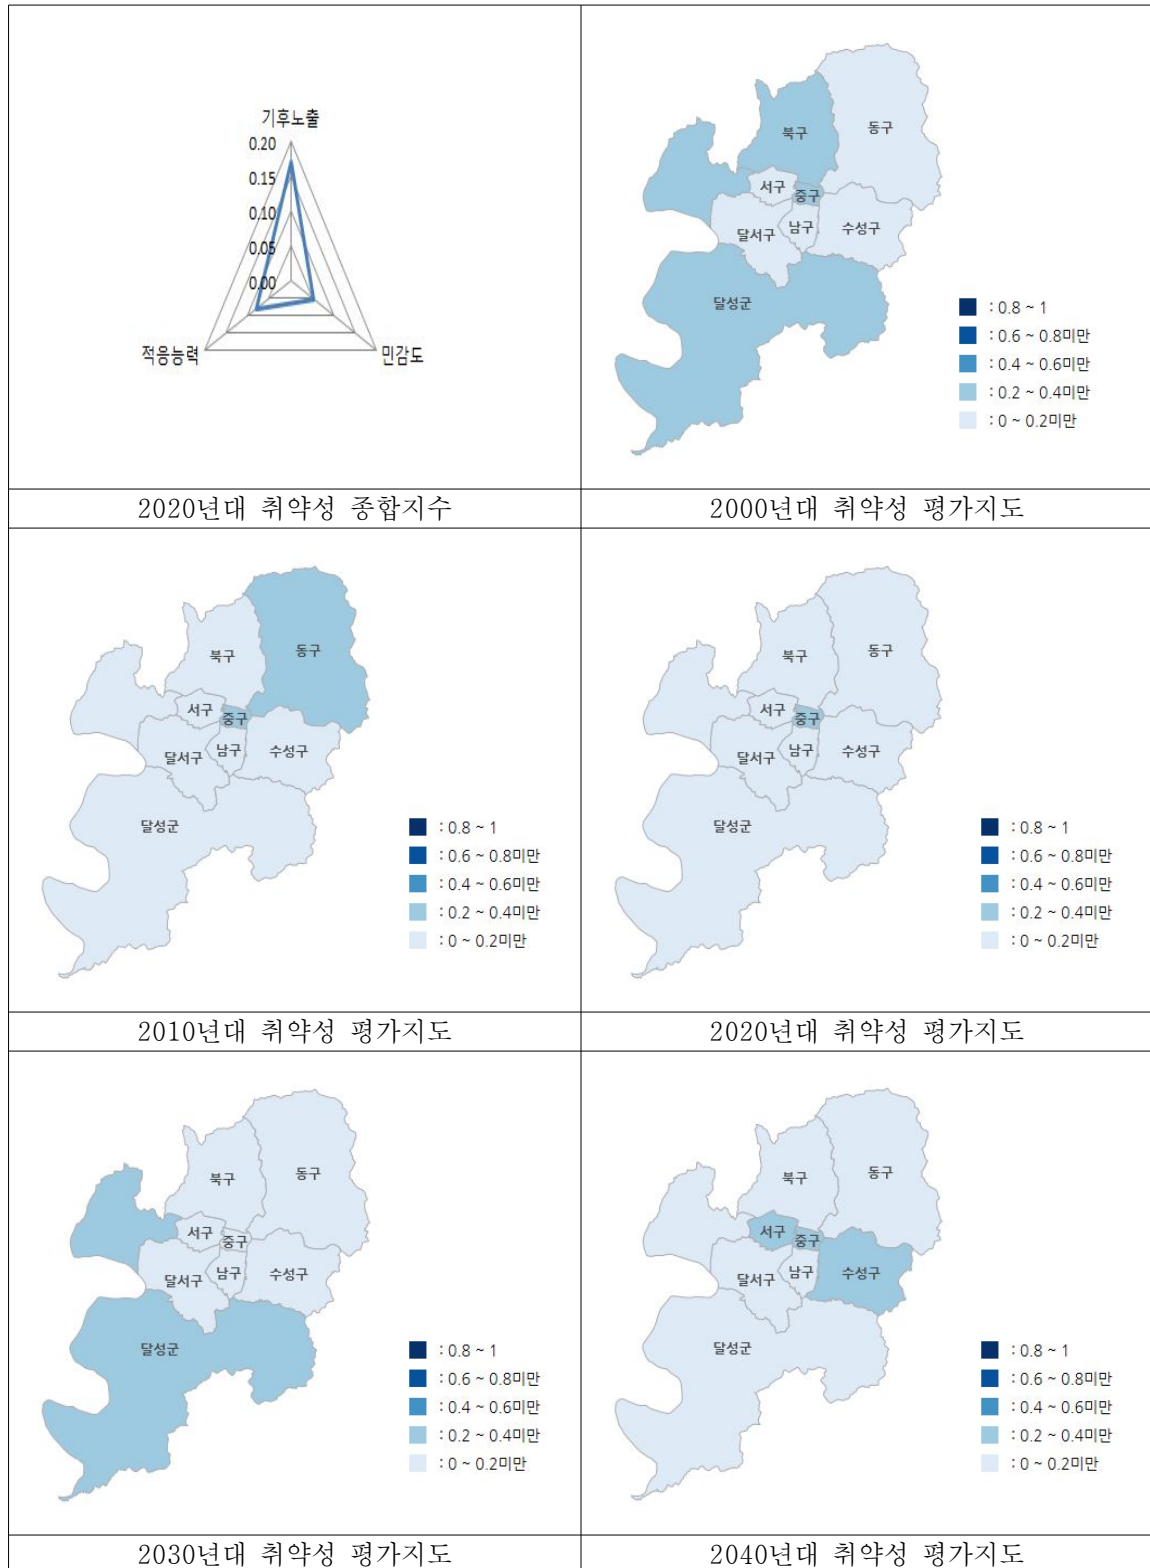 기후노출
0.20
0.15
0.10
0.05
0.00
적응능력
민감도
2020년대 취약성 종합지수
북구
동구
서구
중구
달서구
남구
수성구
달성군
: 0.8 ~ 1
: 0.6 ~ 0.8미만
: 0.4 ~ 0.6미만
: 0.2 ~ 0.4미만
: 0 ~ 0.2미만
2000년대 취약성 평가지도
북구
동구
서구
중구
달서구
남구
수성구
달성군
: 0.8 ~ 1
: 0.6 ~ 0.8미만
: 0.4 ~ 0.6미만
: 0.2 ~ 0.4미만
: 0 ~ 0.2미만
2010년대 취약성 평가지도
북구
동구
서구
중구
달서구
남구
수성구
달성군
: 0.8 ~ 1
: 0.6 ~ 0.8미만
: 0.4 ~ 0.6미만
: 0.2 ~ 0.4미만
: 0 ~ 0.2미만
2020년대 취약성 평가지도
북구
동구
서구
중구
달서구
남구
수성구
달성군
: 0.8 ~ 1
: 0.6 ~ 0.8미만
: 0.4 ~ 0.6미만
: 0.2 ~ 0.4미만
: 0 ~ 0.2미만
2030년대 취약성 평가지도
북구
동구
서구
중구
달서구
남구
수성구
달성군
: 0.8 ~ 1
: 0.6 ~ 0.8미만
: 0.4 ~ 0.6미만
: 0.2 ~ 0.4미만
: 0 ~ 0.2미만
2040년대 취약성 평가지도